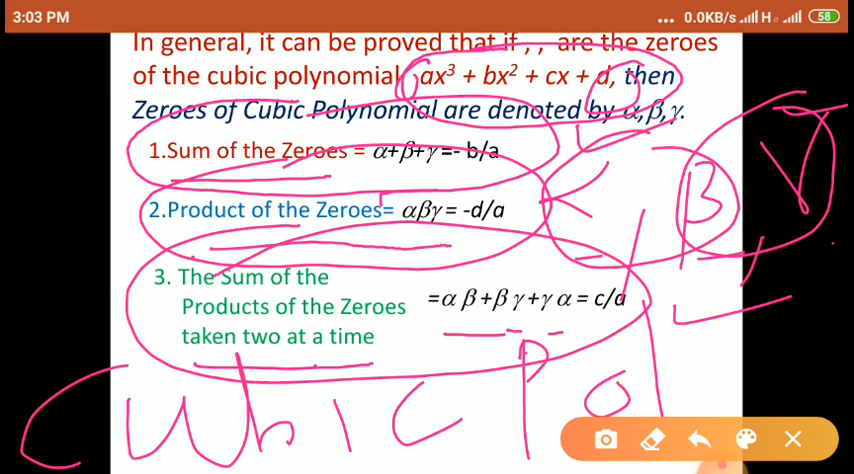 3:03 PM ... 0.0KB/s H 58
In general, it can be proved that if , , are the zeroes
of the cubic polynomial ax³ + bx² + cx + d, then
Zeroes of Cubic Polynomial are denoted by α,β,γ.
1.Sum of the Zeroes = α+β+γ=- b/a
2.Product of the Zeroes= αβγ= -d/a
3. The Sum of the
Products of the Zeroes =α β+β γ+γ α = c/a
taken two at a time
β γ
Cubic Pol